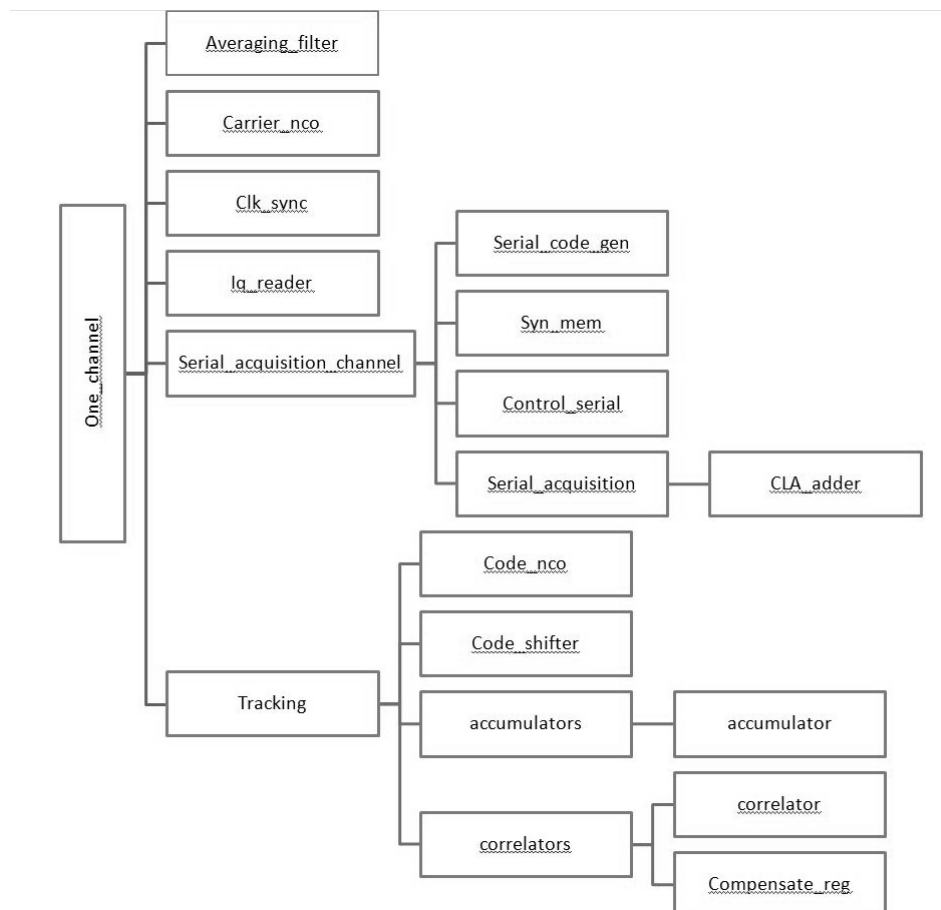 Averaging_filter
Carrier_nco
Clk_sync
Iq_reader
One_channel
Serial_acquisition_channel
Serial_code_gen
Syn_mem
Control_serial
Serial_acquisition
CLA_adder
Tracking
Code_nco
Code_shifter
accumulators
accumulator
correlators
correlator
Compensate_reg